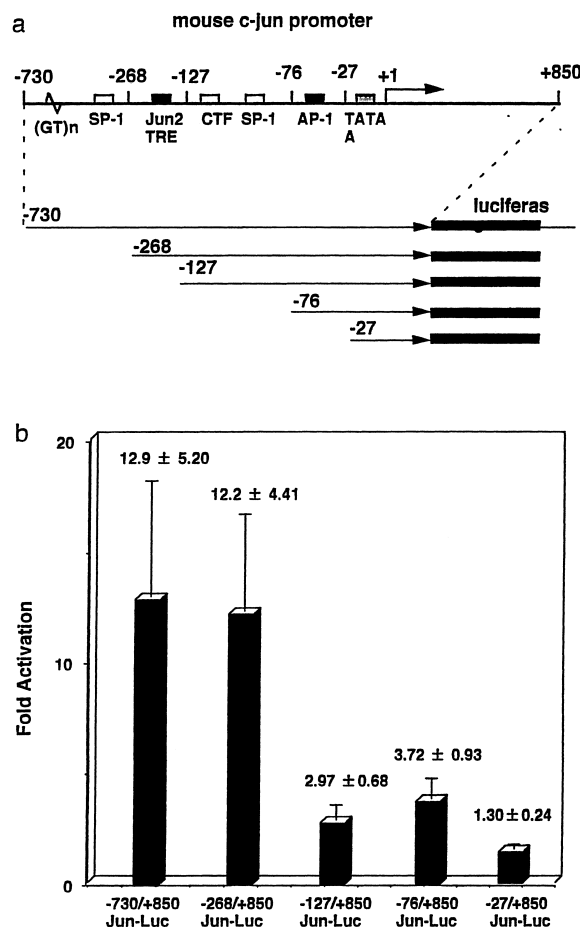 a
mouse c-jun promoter
-730 -268 -127 -76 -27 +1 +850
(GT)n SP-1 Jun2 CTF SP-1 AP-1 TATA
TRE A
luciferas
-730
-268
-127
-76
-27
b
20
12.9 ± 5.20
12.2 ± 4.41
Fold Activation
10
3.72 ± 0.93
2.97 ±0.68
1.30±0.24
0
-730/+850 -268/+850 -127/+850 -76/+850 -27/+850
Jun-Luc Jun-Luc Jun-Luc Jun-Luc Jun-Luc